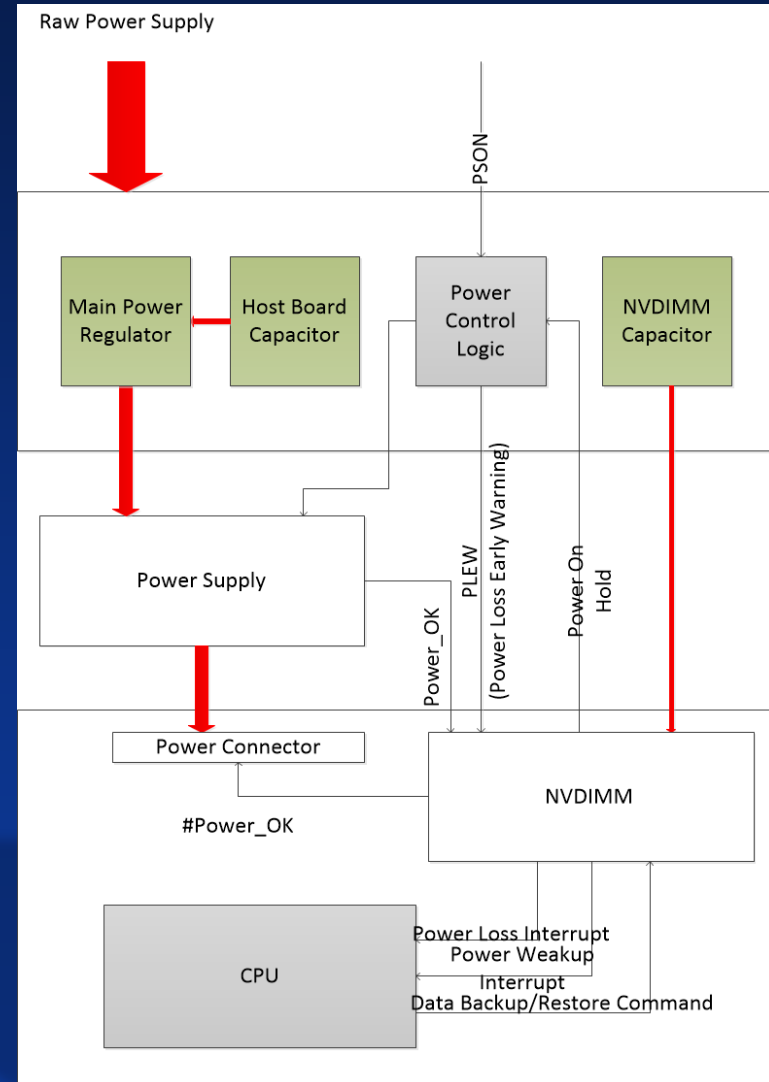 Raw Power Supply
PSON
Main Power
Regulator
Host Board
Capacitor
Power
Control
Logic
NVDIMM
Capacitor
Power Supply
Power_OK
PLEW
(Power Loss Early Warning)
Power On
Hold
Power Connector
#Power_OK
NVDIMM
CPU
Power Loss Interrupt
Power Weakup
Interrupt
Data Backup/Restore Command